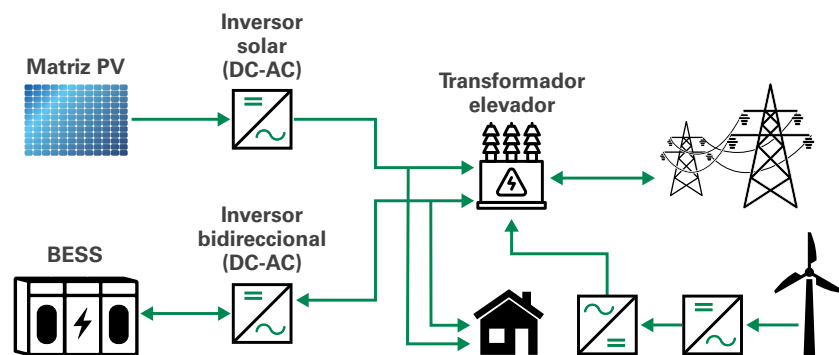 Matriz PV
Inversor
solar
(DC-AC)
Transformador
elevador
BESS
Inversor
bidireccional
(DC-AC)